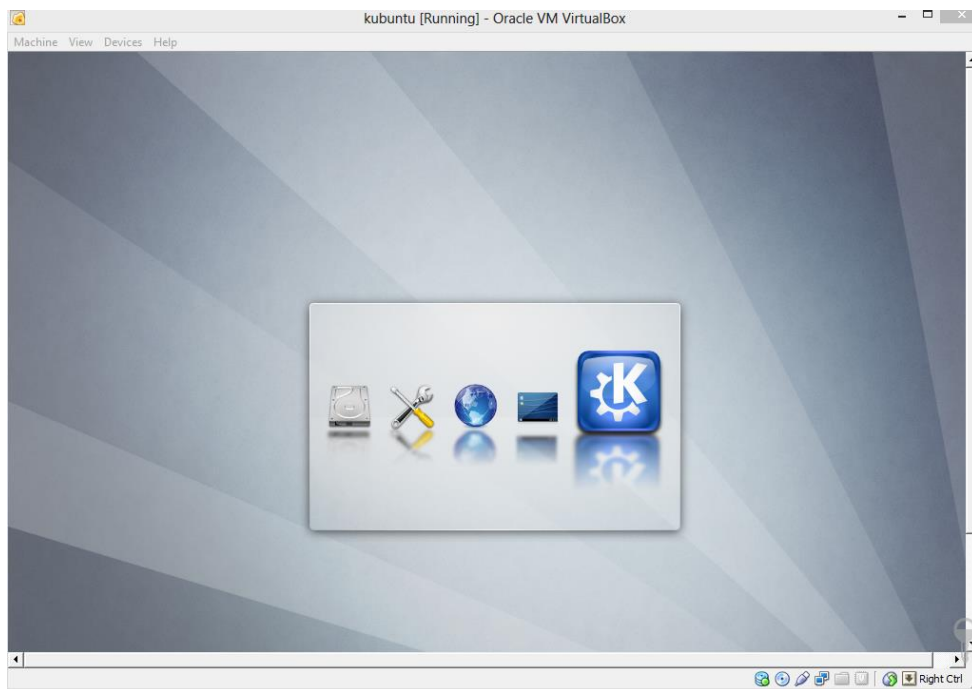 kubuntu [Running] - Oracle VM VirtualBox
Machine View Devices Help
K
Right Ctrl